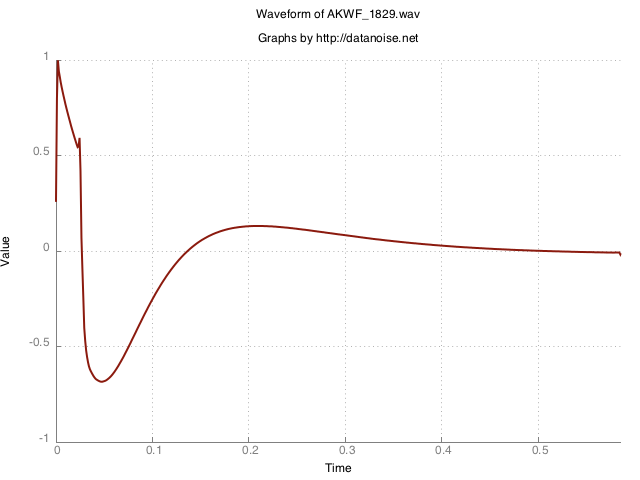 Waveform of AKWF_1829.wav
Graphs by http://datanoise.net
1
0.5
0
-0.5
-1
Value
0 0.1 0.2 0.3 0.4 0.5
Time